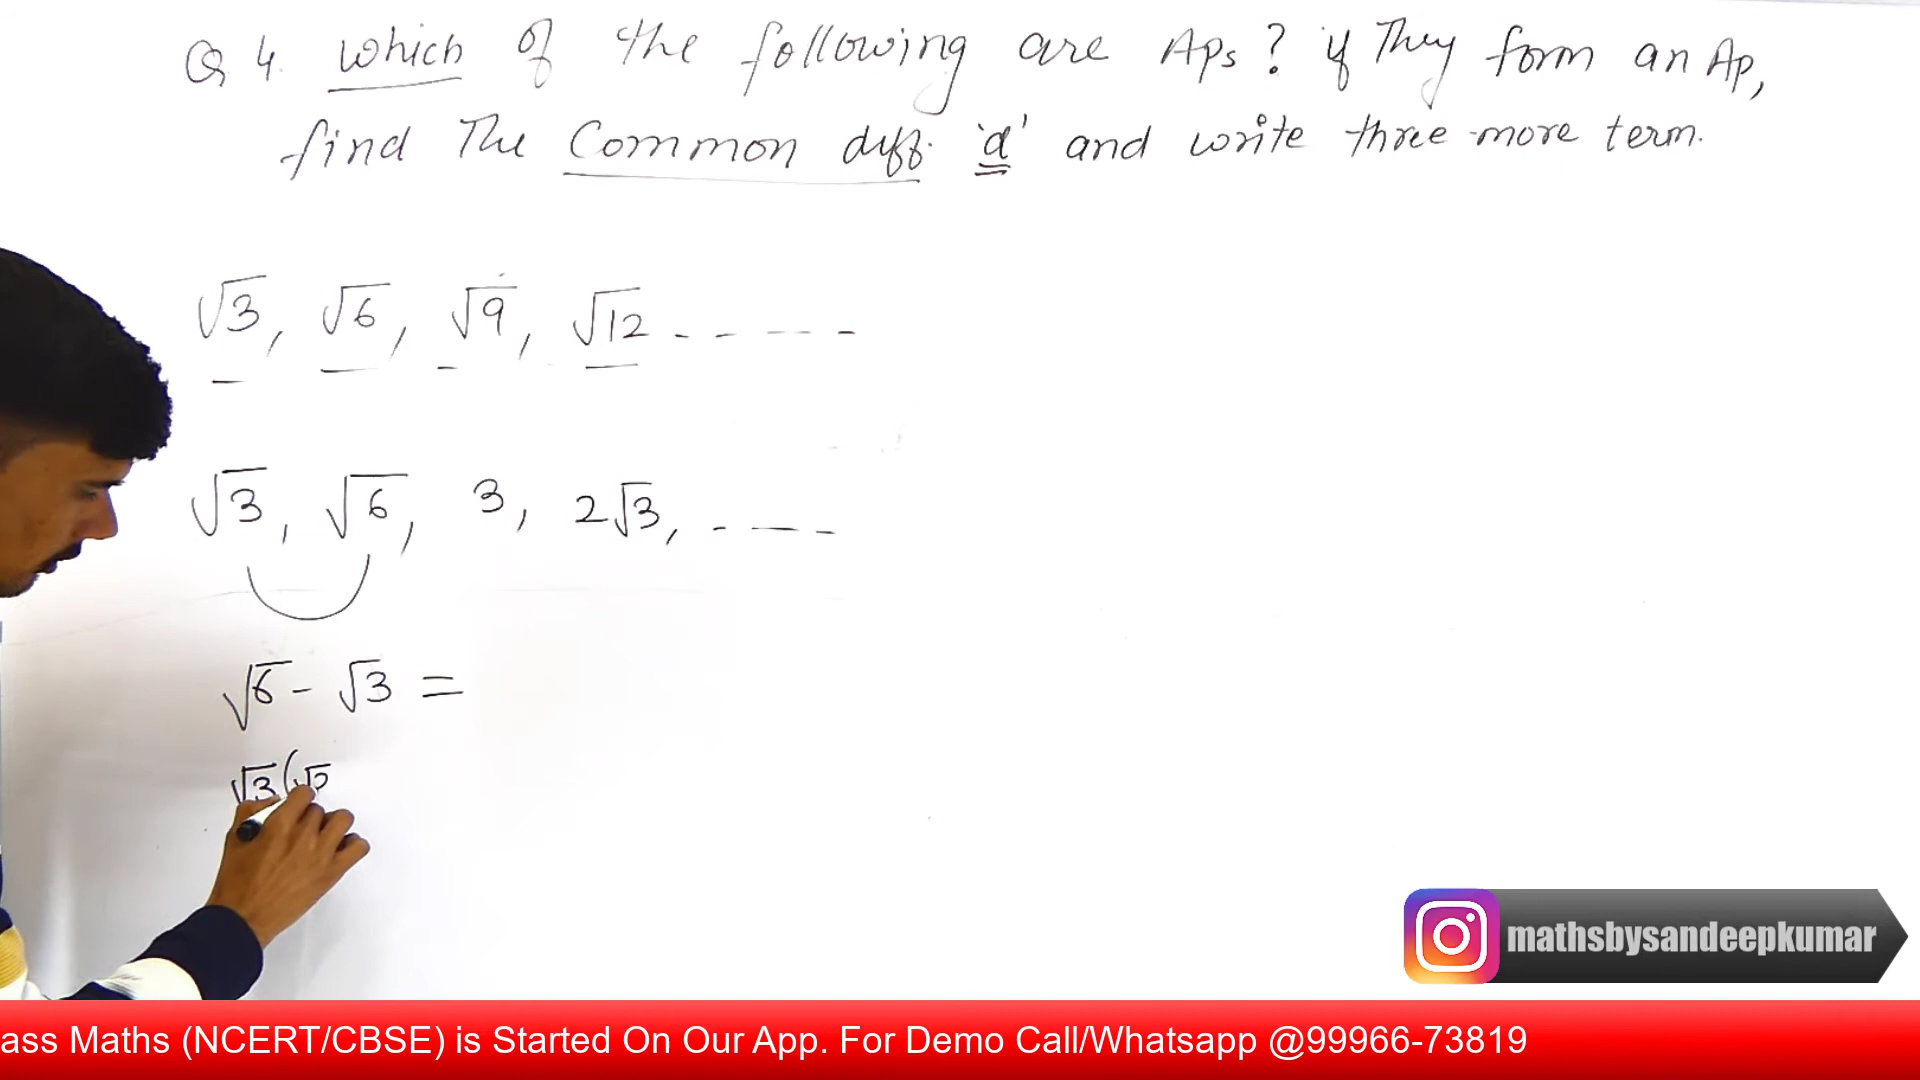 Q 4. Which of the following are APs ? if They form an Ap,
find The Common diff. 'd' and write three more term.
√3, √6, √9, √12 - - - - -
√3, √6, 3, 2√3, - - -
√6 - √3 =
√3(√2
mathsbysandeepkumar
ass Maths (NCERT/CBSE) is Started On Our App. For Demo Call/Whatsapp @99966-73819